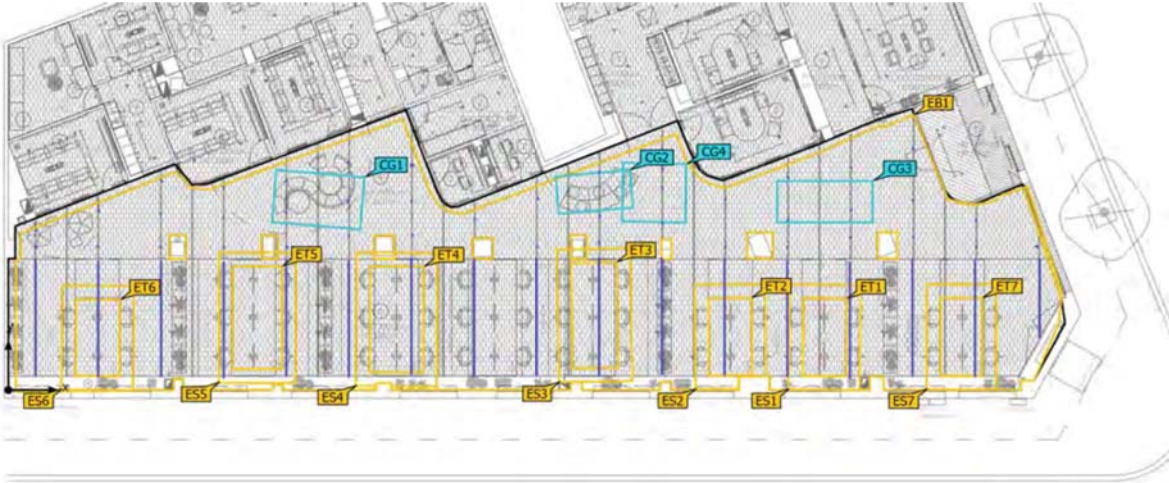 EB1
CG2
CG4
CG1
CG3
ET5
ET4
ET3
ET6
ET2
ET1
ET7
ES6
ES5
ES4
ES3
ES2
ES1
ES7